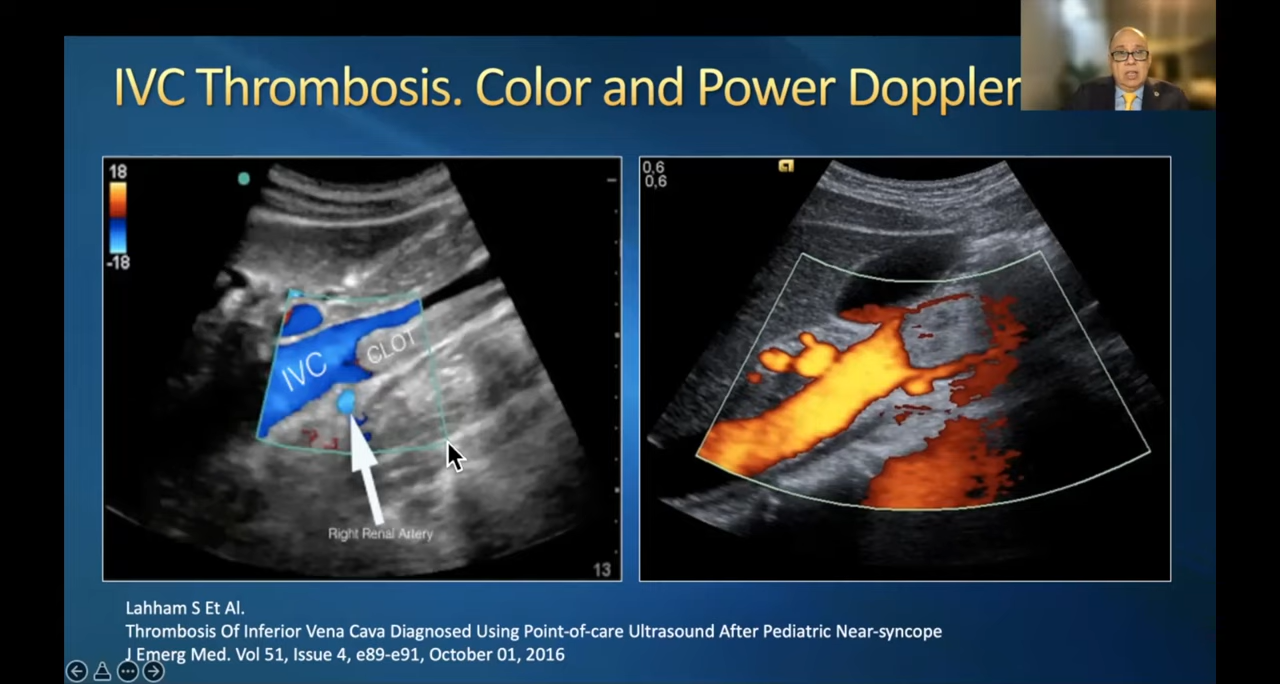 IVC Thrombosis. Color and Power Doppler
18
-18
IVC
CLOT
Right Renal Artery
13
0,6
0,6
Lahham S Et Al.
Thrombosis Of Inferior Vena Cava Diagnosed Using Point-of-care Ultrasound After Pediatric Near-syncope
J Emerg Med. Vol 51, Issue 4, e89-e91, October 01, 2016